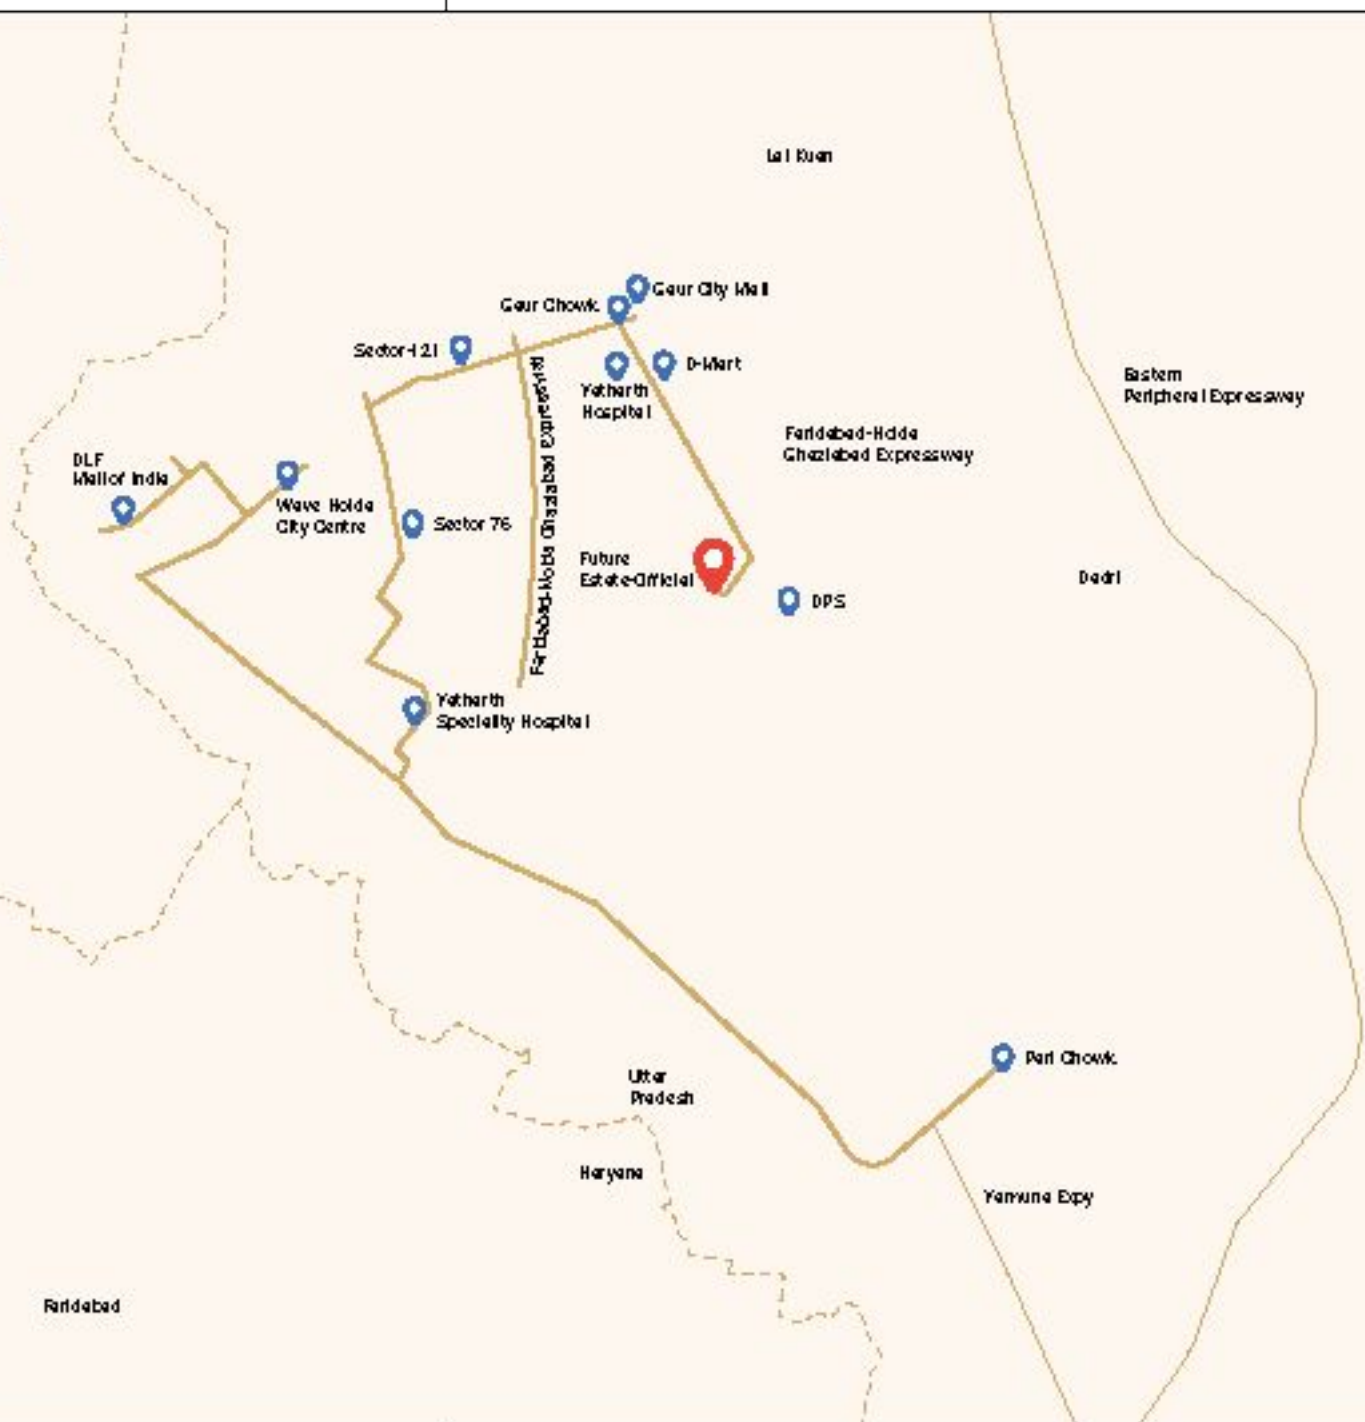 Lal Kuan
Gaur City Mall
Gaur Chowk
Sector-121
D-Mart
Yatharth
Hospital
Eastern
Peripheral Expressway
Faridabad-Noida
Ghaziabad Expressway
DLF
Mall of India
Wave Noida
City Centre
Sector 76
Faridabad-Noida Ghaziabad Expressway
Future
Estate-Official
DPS
Dadri
Yatharth
Speciality Hospital
Pari Chowk
Uttar
Pradesh
Haryana
Yamuna Expy
Faridabad